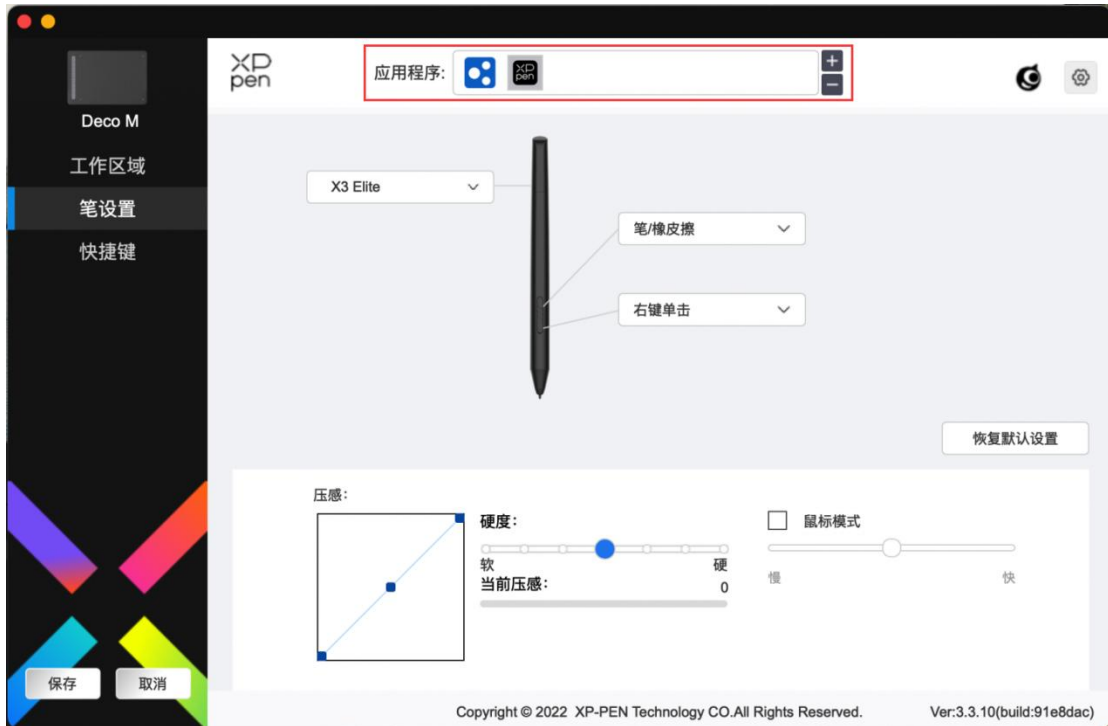 XP
pen
应用程序:
XP
pen
+
−
Deco M
工作区域
笔设置
快捷键
X3 Elite
笔/橡皮擦
右键单击
恢复默认设置
压感:
硬度:
软 硬
当前压感: 0
鼠标模式
慢 快
保存 取消
Copyright © 2022 XP-PEN Technology CO.All Rights Reserved. Ver:3.3.10(build:91e8dac)